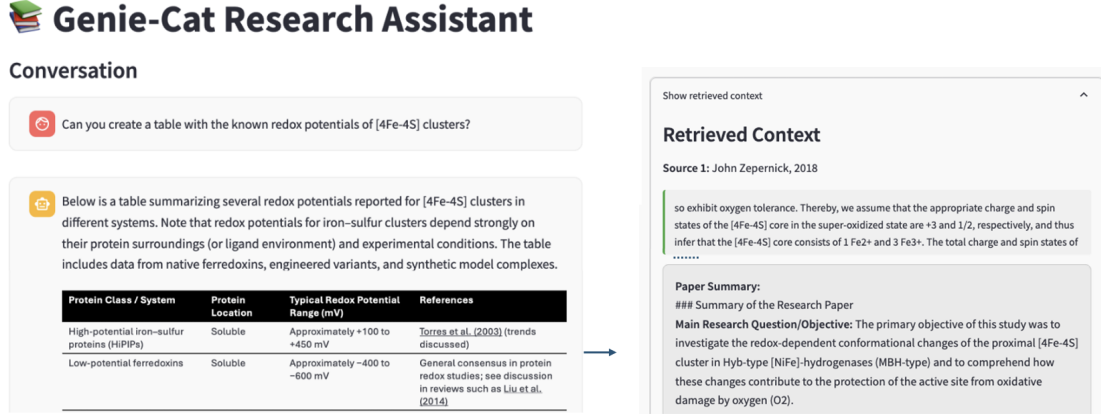 Genie-Cat Research Assistant
Conversation
Can you create a table with the known redox potentials of [4Fe-4S] clusters?
Below is a table summarizing several redox potentials reported for [4Fe-4S] clusters in
different systems. Note that redox potentials for iron–sulfur clusters depend strongly on
their protein surroundings (or ligand environment) and experimental conditions. The table
includes data from native ferredoxins, engineered variants, and synthetic model complexes.
Protein Class / System
Protein
Location
Typical Redox Potential
Range (mV)
References
High-potential iron–sulfur
proteins (HiPIPs)
Soluble
Approximately +100 to
+450 mV
Torres et al. (2003) (trends
discussed)
Low-potential ferredoxins
Soluble
Approximately −400 to
−600 mV
General consensus in protein
redox studies; see discussion
in reviews such as Liu et al.
(2014)
Show retrieved context
Retrieved Context
Source 1: John Zepernick, 2018
so exhibit oxygen tolerance. Thereby, we assume that the appropriate charge and spin
states of the [4Fe-4S] core in the super-oxidized state are +3 and 1/2, respectively, and thus
infer that the [4Fe-4S] core consists of 1 Fe2+ and 3 Fe3+. The total charge and spin states of
.......
Paper Summary:
### Summary of the Research Paper
Main Research Question/Objective: The primary objective of this study was to
investigate the redox-dependent conformational changes of the proximal [4Fe-4S]
cluster in Hyb-type [NiFe]-hydrogenases (MBH-type) and to comprehend how
these changes contribute to the protection of the active site from oxidative
damage by oxygen (O2).